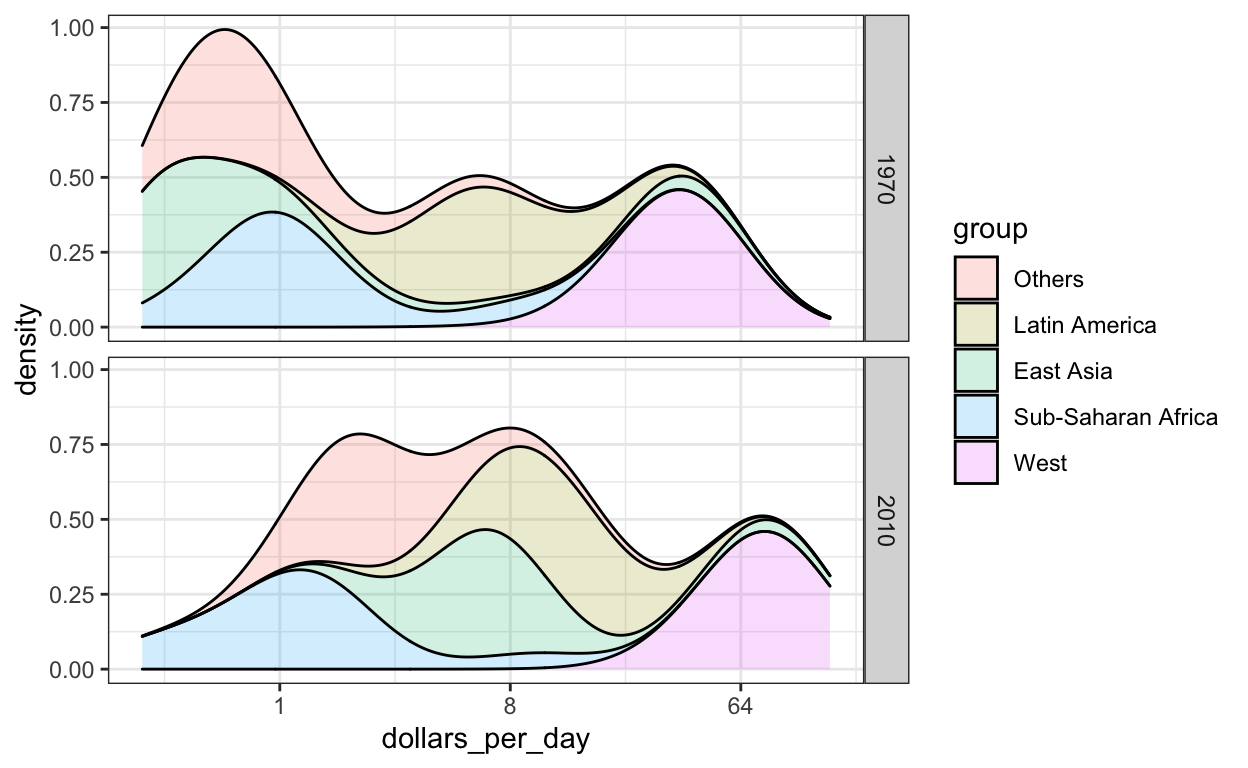 1.00
0.75
0.50
0.25
0.00
1970
1.00
0.75
0.50
0.25
0.00
2010
density
1 8 64
dollars_per_day
group
Others
Latin America
East Asia
Sub-Saharan Africa
West